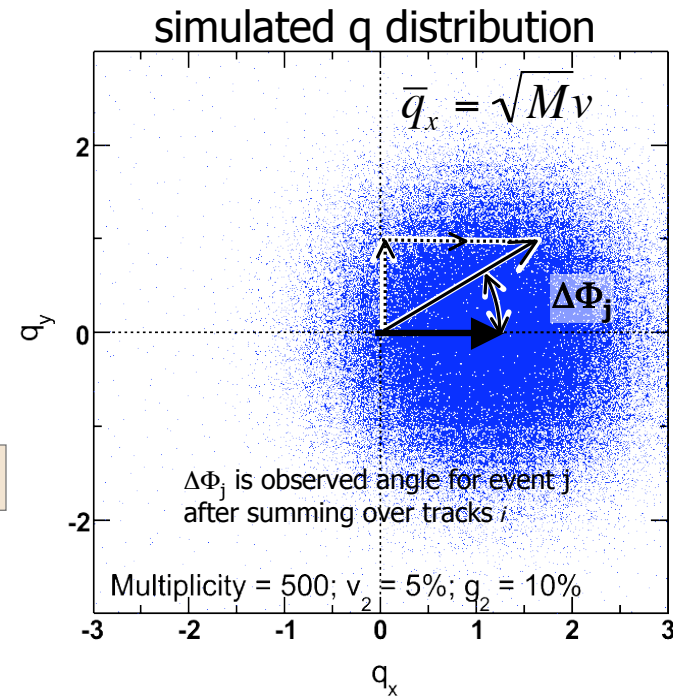 simulated q distribution
q̅ₓ = √M v
2
ΔΦⱼ
q_y
0
ΔΦⱼ is observed angle for event j
after summing over tracks i
-2
Multiplicity = 500; v₂ = 5%; g₂ = 10%
-3 -2 -1 0 1 2 3
qₓ